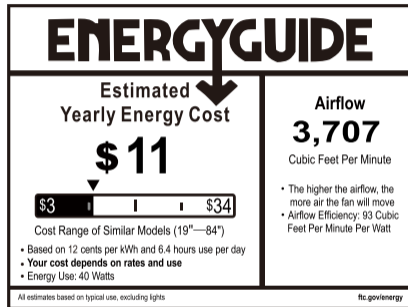 ENERGYGUIDE
Estimated
Yearly Energy Cost
$ 11
$3 $34
Cost Range of Similar Models (19"—84")
• Based on 12 cents per kWh and 6.4 hours use per day
• Your cost depends on rates and use
• Energy Use: 40 Watts
Airflow
3,707
Cubic Feet Per Minute
• The higher the airflow, the
more air the fan will move
• Airflow Efficiency: 93 Cubic
Feet Per Minute Per Watt
All estimates based on typical use, excluding lights
ftc.gov/energy